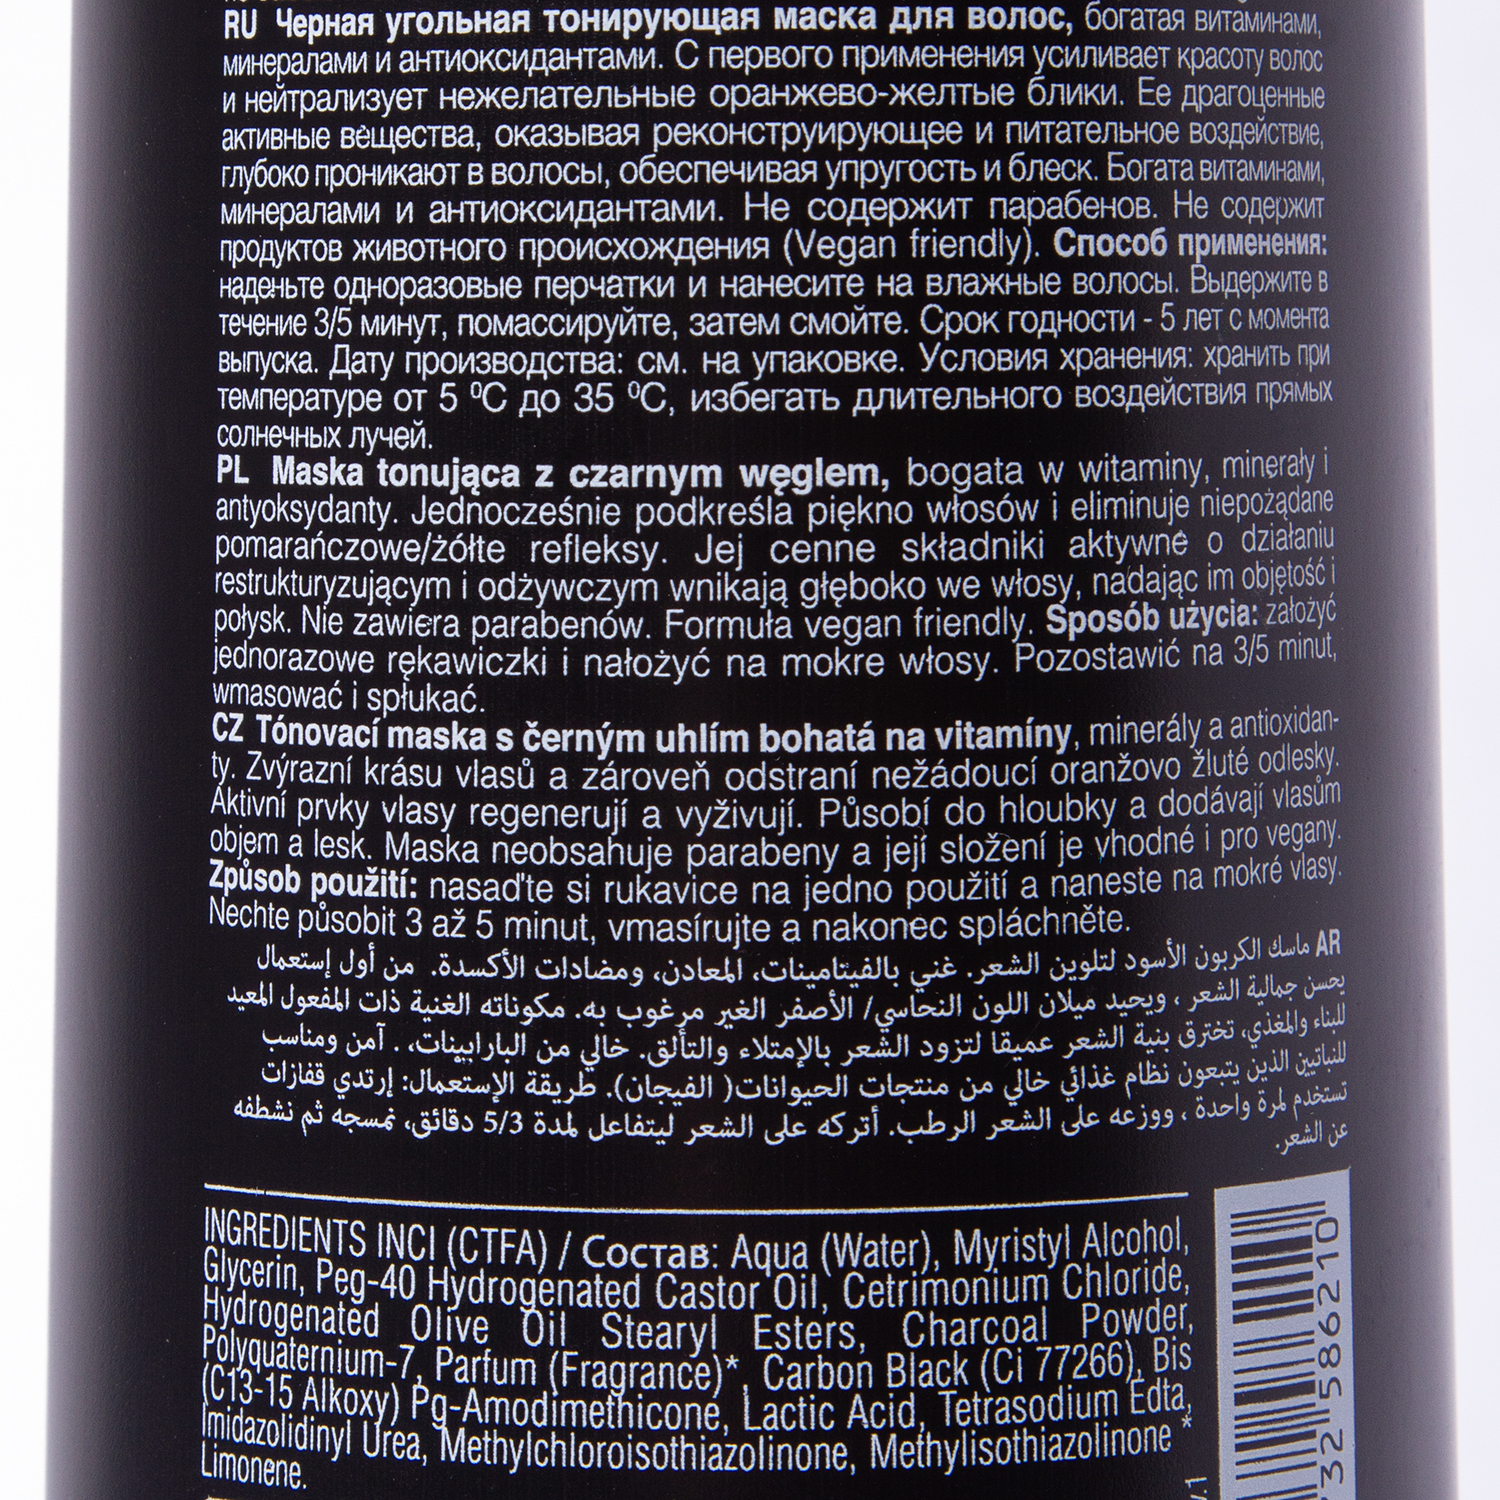 RU Черная угольная тонирующая маска для волос, богатая витаминами,
минералами и антиоксидантами. С первого применения усиливает красоту волос
и нейтрализует нежелательные оранжево-желтые блики. Ее драгоценные
активные вещества, оказывая реконструирующее и питательное воздействие,
глубоко проникают в волосы, обеспечивая упругость и блеск. Богата витаминами,
минералами и антиоксидантами. Не содержит парабенов. Не содержит
продуктов животного происхождения (Vegan friendly). Способ применения:
наденьте одноразовые перчатки и нанесите на влажные волосы. Выдержите в
течение 3/5 минут, помассируйте, затем смойте. Срок годности - 5 лет с момента
выпуска. Дату производства: см. на упаковке. Условия хранения: хранить при
температуре от 5 ºC до 35 ºC, избегать длительного воздействия прямых
солнечных лучей.
PL Maska tonująca z czarnym węglem, bogata w witaminy, minerały i
antyoksydanty. Jednocześnie podkreśla piękno włosów i eliminuje niepożądane
pomarańczowe/żółte refleksy. Jej cenne składniki aktywne o działaniu
restrukturyzującym i odżywczym wnikają głęboko we włosy, nadając im objętość i
połysk. Nie zawiera parabenów. Formuła vegan friendly. Sposób użycia: założyć
jednorazowe rękawiczki i nałożyć na mokre włosy. Pozostawić na 3/5 minut,
wmasować i spłukać.
CZ Tónovací maska s černým uhlím bohatá na vitamíny, minerály a antioxidan-
ty. Zvýrazní krásu vlasů a zároveň odstraní nežádoucí oranžovo žluté odlesky.
Aktivní prvky vlasy regenerují a vyživují. Působí do hloubky a dodávají vlasům
objem a lesk. Maska neobsahuje parabeny a její složení je vhodné i pro vegany.
Způsob použití: nasaďte si rukavice na jedno použití a naneste na mokré vlasy.
Nechte působit 3 až 5 minut, vmasírujte a nakonec spláchněte.
AR ماسك الكربون الأسود لتلوين الشعر. غني بالفيتامينات، المعادن، ومضادات الأكسدة. من أول إستعمال
يحسن جمالية الشعر ، ويحيد ميلان اللون النحاسي/ الأصفر الغير مرغوب به. مكوناته الغنية ذات المفعول المعيد
للبناء والمغذي، تخترق بنية الشعر عميقا لتزود الشعر بالإمتلاء والتألق. خالي من البارابينات، . آمن ومناسب
للنباتيين الذين يتبعون نظام غذائي خالي من منتجات الحيوانات( الفيجان). طريقة الإستعمال: إرتدي قفازات
تستخدم لمرة واحدة ، ووزعه على الشعر الرطب. أتركه على الشعر ليتفاعل لمدة 5/3 دقائق، تمسجه ثم نشطفه
عن الشعر.
INGREDIENTS INCI (CTFA) / Состав: Aqua (Water), Myristyl Alcohol,
Glycerin, Peg-40 Hydrogenated Castor Oil, Cetrimonium Chloride,
Hydrogenated Olive Oil Stearyl Esters, Charcoal Powder,
Polyquaternium-7, Parfum (Fragrance)* , Carbon Black (Ci 77266), Bis
(C13-15 Alkoxy) Pg-Amodimethicone, Lactic Acid, Tetrasodium Edta,
Imidazolidinyl Urea, Methylchloroisothiazolinone, Methylisothiazolinone *
Limonene.
732 586210